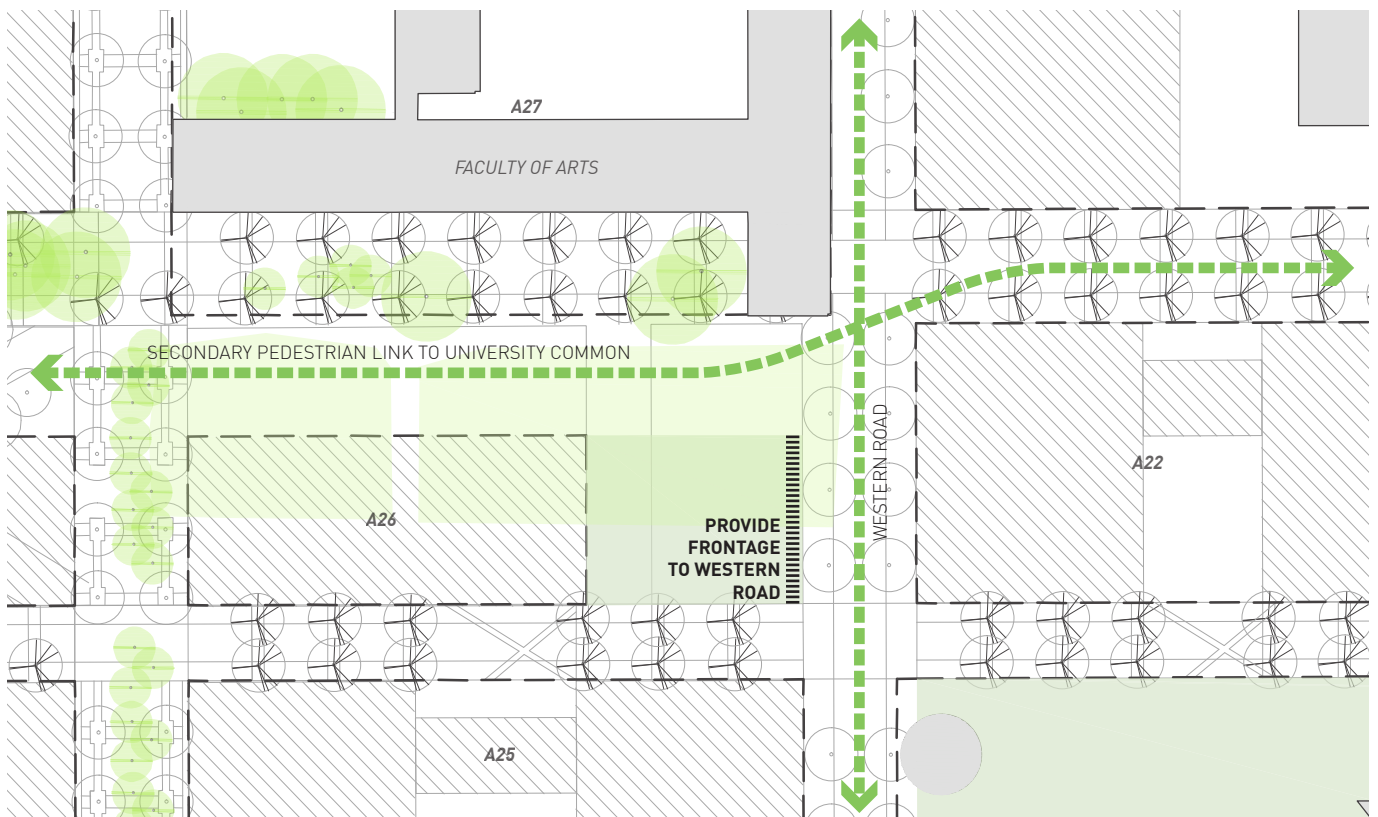 A27
FACULTY OF ARTS
SECONDARY PEDESTRIAN LINK TO UNIVERSITY COMMON
WESTERN ROAD
A22
A26
PROVIDE
FRONTAGE
TO WESTERN
ROAD
A25